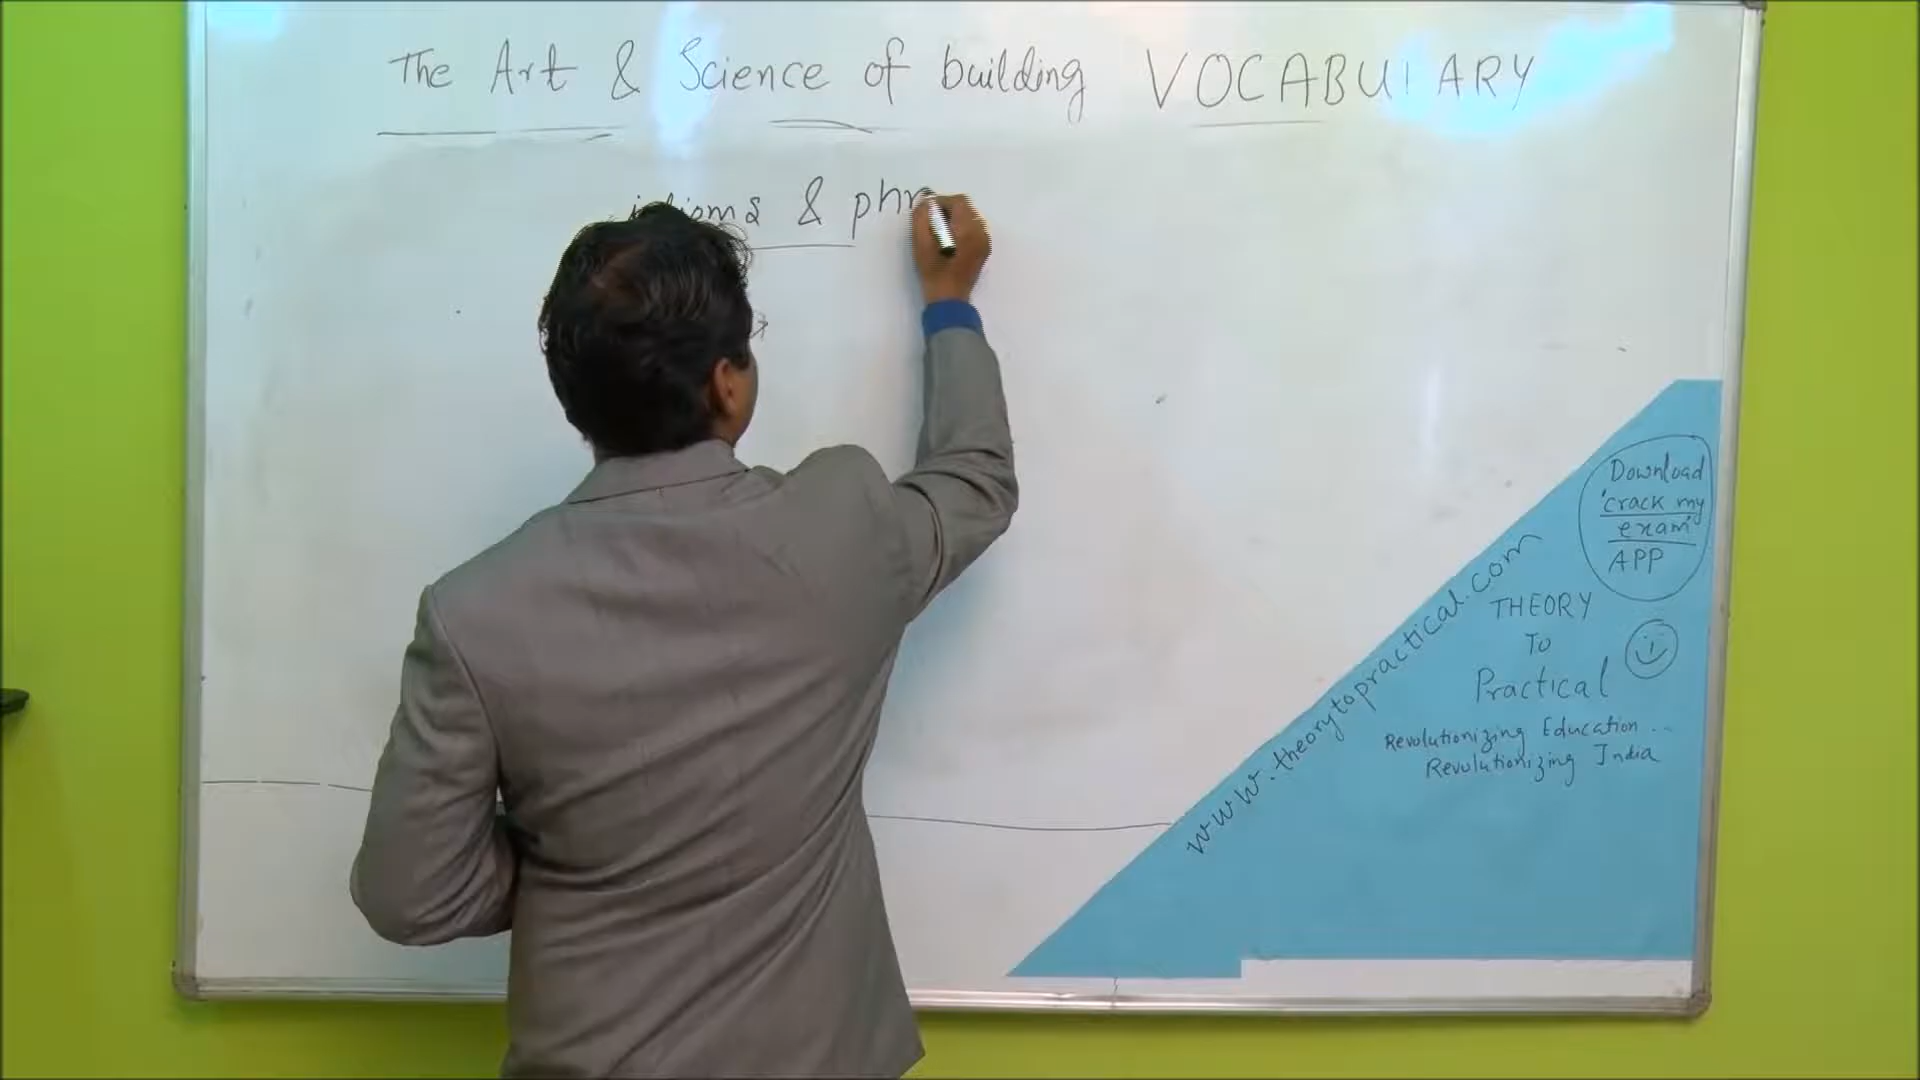 The Art & Science of building VOCABULARY
idioms & phr
Download
'crack my
exam'
APP
www.theorytopractical.com
THEORY
To
Practical
Revolutionizing Education...
Revolutionizing India